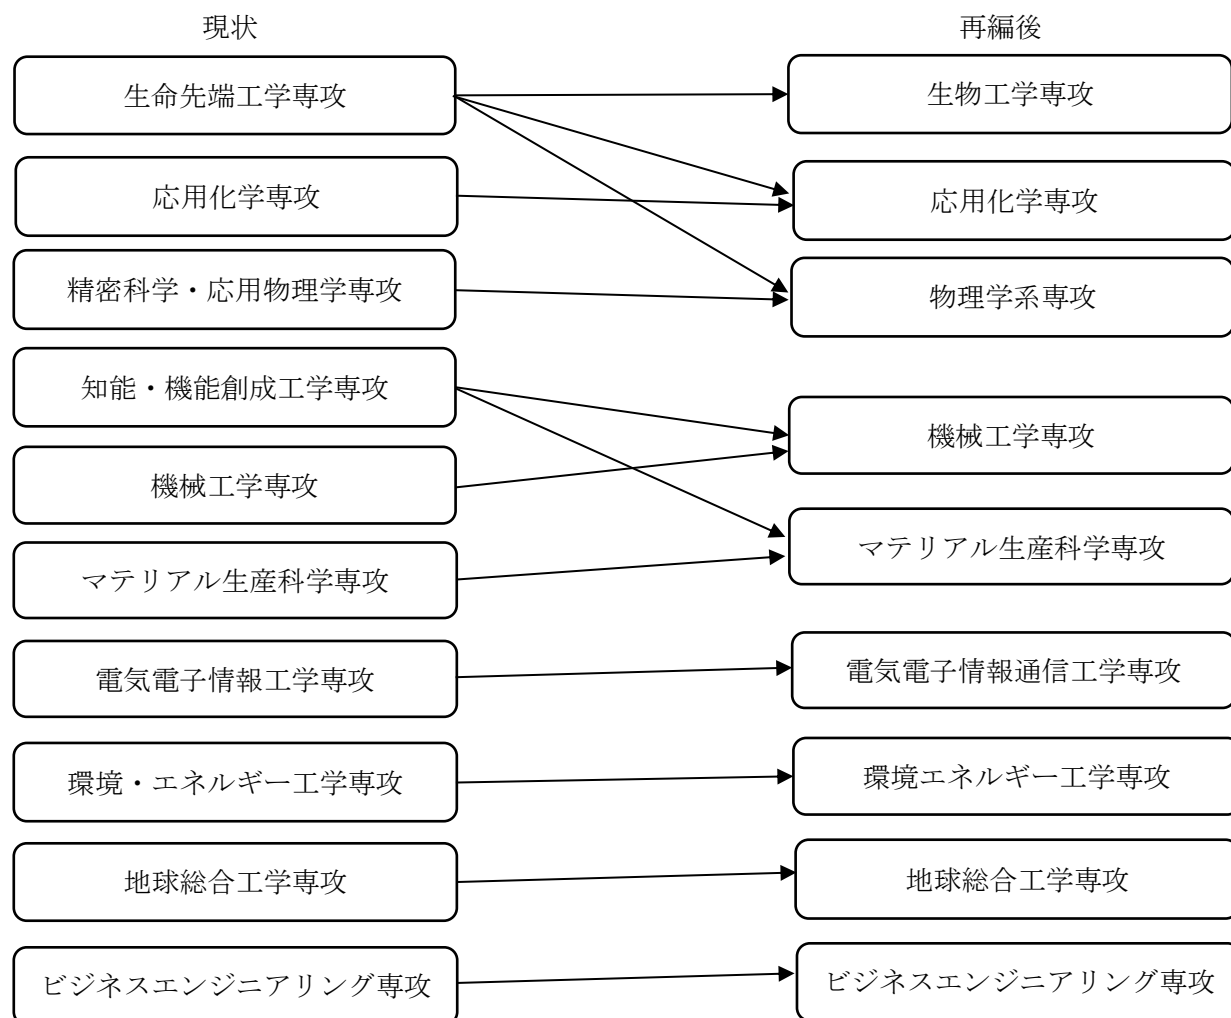 現状
再編後
生命先端工学専攻
生物工学専攻
応用化学専攻
応用化学専攻
精密科学・応用物理学専攻
物理学系専攻
知能・機能創成工学専攻
機械工学専攻
機械工学専攻
マテリアル生産科学専攻
マテリアル生産科学専攻
電気電子情報工学専攻
電気電子情報通信工学専攻
環境・エネルギー工学専攻
環境エネルギー工学専攻
地球総合工学専攻
地球総合工学専攻
ビジネスエンジニアリング専攻
ビジネスエンジニアリング専攻